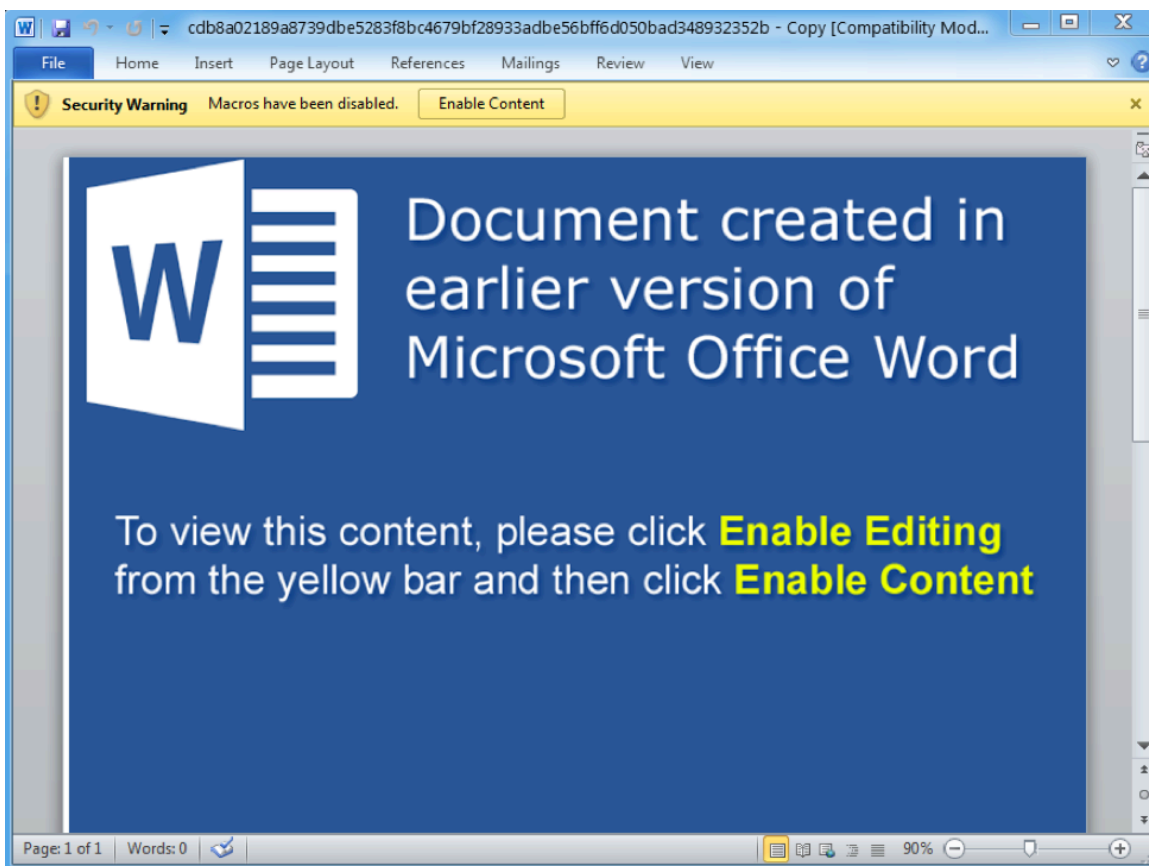 W
cdb8a02189a8739dbe5283f8bc4679bf28933adbe56bff6d050bad348932352b - Copy [Compatibility Mod...
File Home Insert Page Layout References Mailings Review View
Security Warning Macros have been disabled. Enable Content
W
Document created in
earlier version of
Microsoft Office Word
To view this content, please click Enable Editing
from the yellow bar and then click Enable Content
Page: 1 of 1 Words: 0 90%